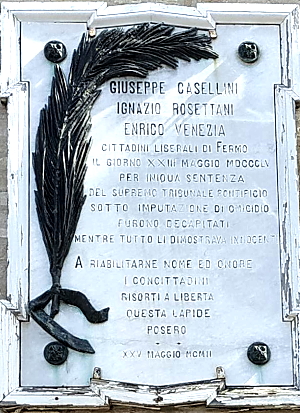 GIUSEPPE CASELLINI
IGNAZIO ROSETTANI
ENRICO VENEZIA
CITTADINI LIBERALI DI FERMO
IL GIORNO XXIII MAGGIO MDCCCLV
PER INIQUA SENTENZA
DEL SUPREMO TRIBUNALE PONTIFICIO
SOTTO IMPUTAZIONE DI OMICIDIO
FURONO DECAPITATI
MENTRE TUTTO LI DIMOSTRAVA INNOCENTI
A RIABILITARNE NOME ED ONORE
I CONCITTADINI
RISORTI A LIBERTA
QUESTA LAPIDE
POSERO
XXV MAGGIO MCMII